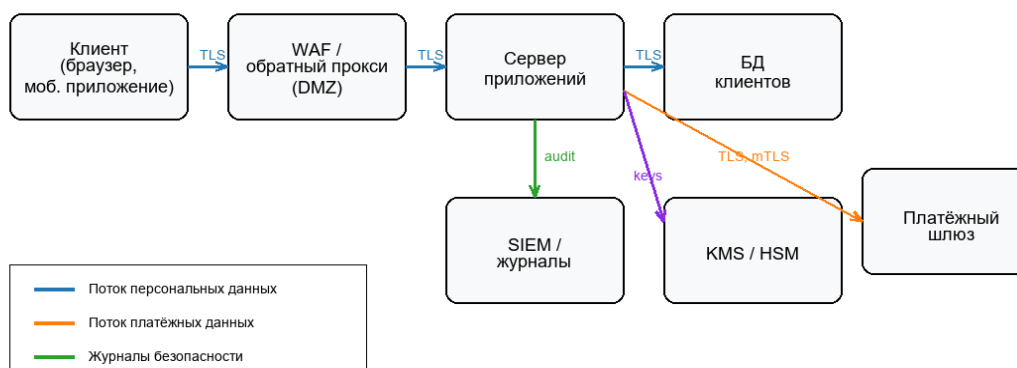 Клиент
(браузер,
моб. приложение)
TLS
WAF /
обратный прокси
(DMZ)
TLS
Сервер
приложений
TLS
БД
клиентов
audit
keys
TLS, mTLS
SIEM /
журналы
KMS / HSM
Платёжный
шлюз
Поток персональных данных
Поток платёжных данных
Журналы безопасности